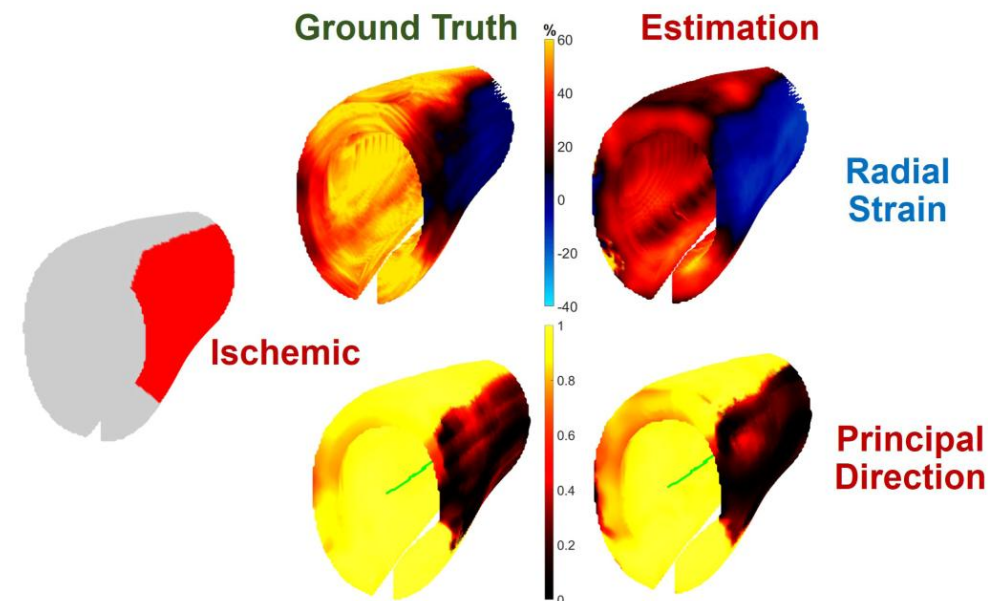 Ground Truth
%
Estimation
60
40
20
0
-20
-40
Radial
Strain
Ischemic
1
0.8
0.6
0.4
0.2
0
Principal
Direction